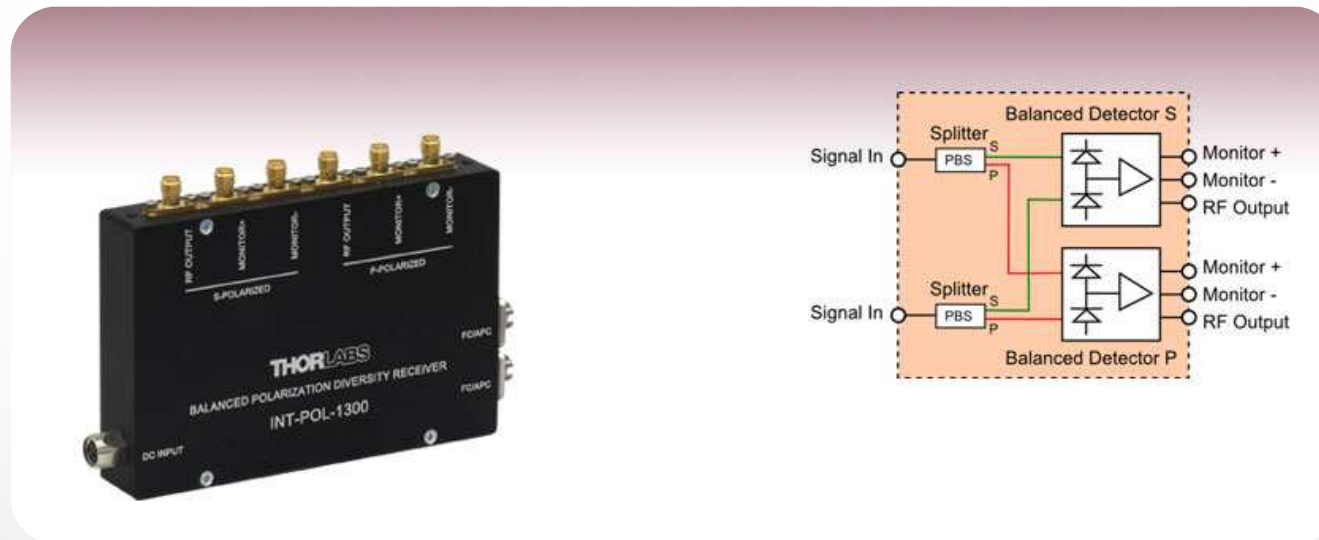 RF OUTPUT
MONITOR+
MONITOR-
RF OUTPUT
MONITOR+
MONITOR-
S-POLARIZED
P-POLARIZED
FC/APC
THORLABS
BALANCED POLARIZATION DIVERSITY RECEIVER
FC/APC
INT-POL-1300
DC INPUT
Balanced Detector S
Splitter
Signal In
PBS
S
P
Monitor +
Monitor -
RF Output
Splitter
Signal In
PBS
S
P
Monitor +
Monitor -
RF Output
Balanced Detector P